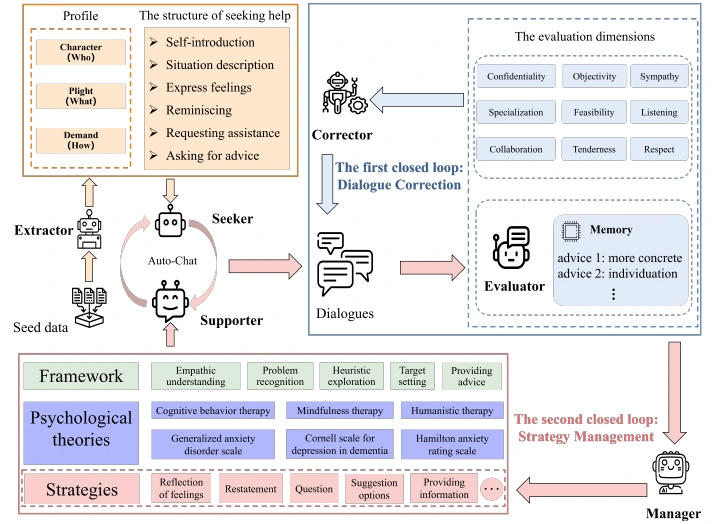 Profile
Character
(Who)
Plight
(What)
Demand
(How)
The structure of seeking help
Self-introduction
Situation description
Express feelings
Reminiscing
Requesting assistance
Asking for advice
Extractor
Seed data
Seeker
Auto-Chat
Supporter
Corrector
The first closed loop:
Dialogue Correction
Dialogues
The evaluation dimensions
Confidentiality
Objectivity
Sympathy
Specialization
Feasibility
Listening
Collaboration
Tenderness
Respect
Evaluator
Memory
advice 1: more concrete
advice 2: individuation
⋮
Framework
Empathic
understanding
Problem
recognition
Heuristic
exploration
Target
setting
Providing
advice
Psychological
theories
Cognitive behavior therapy
Mindfulness therapy
Humanistic therapy
Generalized anxiety
disorder scale
Cornell scale for
depression in dementia
Hamilton anxiety
rating scale
Strategies
Reflection
of feelings
Restatement
Question
Suggestion
options
Providing
information
...
The second closed loop:
Strategy Management
AI
Manager